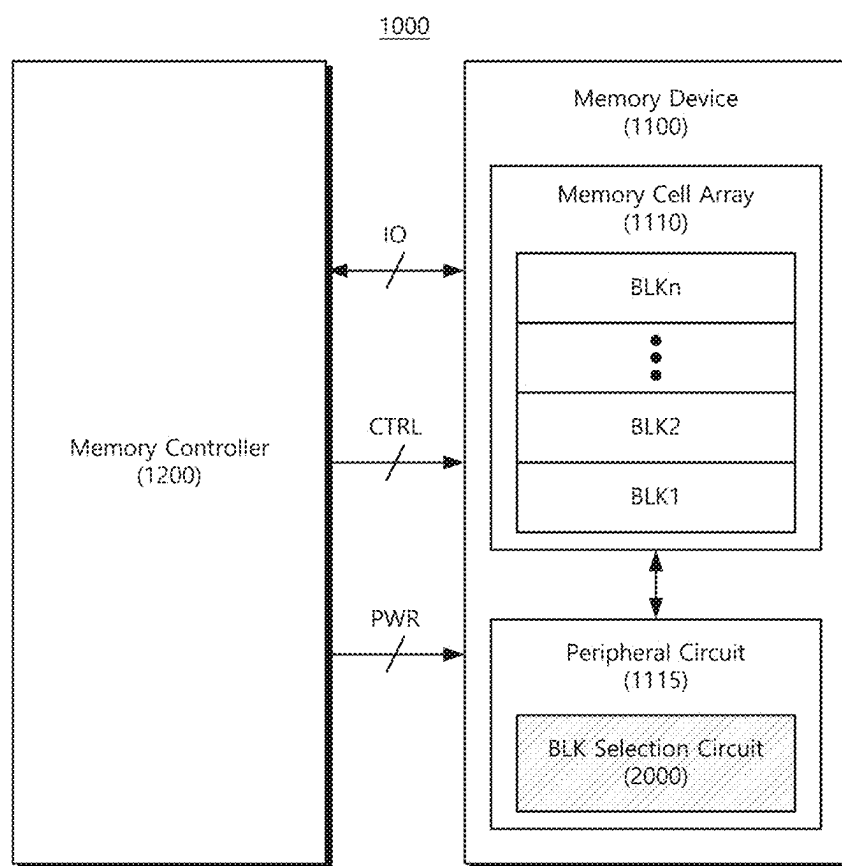 1000
Memory Controller
(1200)
IO
CTRL
PWR
Memory Device
(1100)
Memory Cell Array
(1110)
BLKn
BLK2
BLK1
Peripheral Circuit
(1115)
BLK Selection Circuit
(2000)